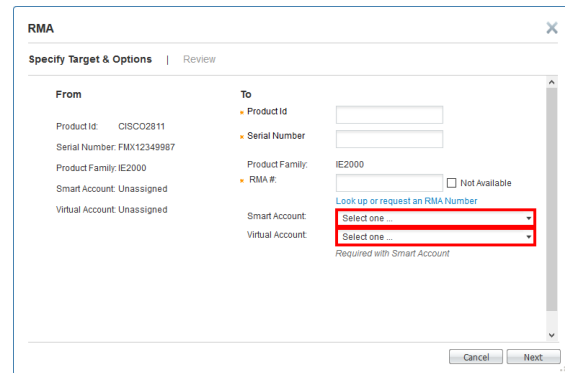 RMA
Specify Target & Options | Review
From
Product Id: CISCO2811
Serial Number: FMX12349987
Product Family: IE2000
Smart Account: Unassigned
Virtual Account: Unassigned
To
* Product Id
* Serial Number
Product Family: IE2000
* RMA #: Not Available
Look up or request an RMA Number
Smart Account: Select one ...
Virtual Account: Select one ...
Required with Smart Account
Cancel Next